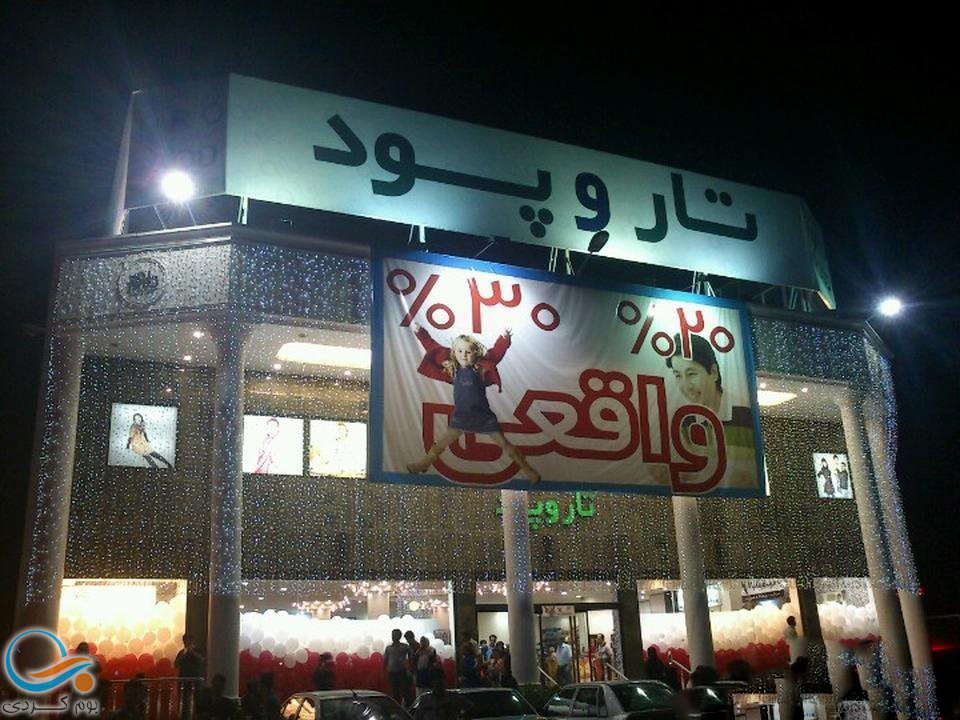 تار و پود
%۳۰
%۲۰
واقعی
تار و پود
بوم گردی